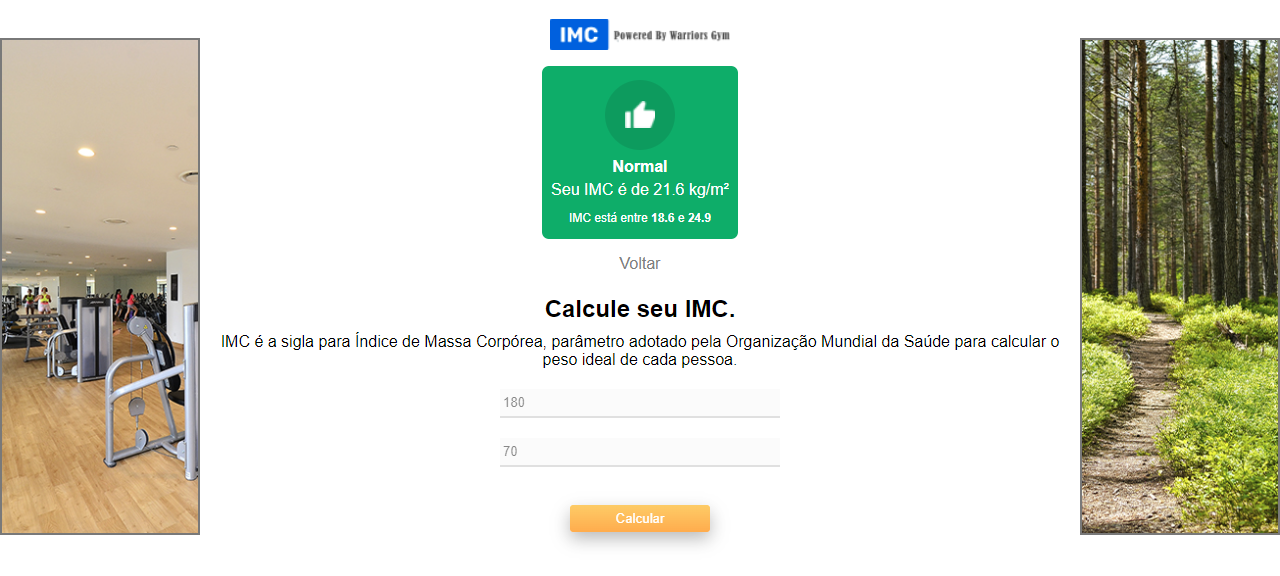 IMC Powered By Warriors Gym
Normal
Seu IMC é de 21.6 kg/m²
IMC está entre 18.6 e 24.9
Voltar
Calcule seu IMC.
IMC é a sigla para Índice de Massa Corpórea, parâmetro adotado pela Organização Mundial da Saúde para calcular o
peso ideal de cada pessoa.
180
70
Calcular